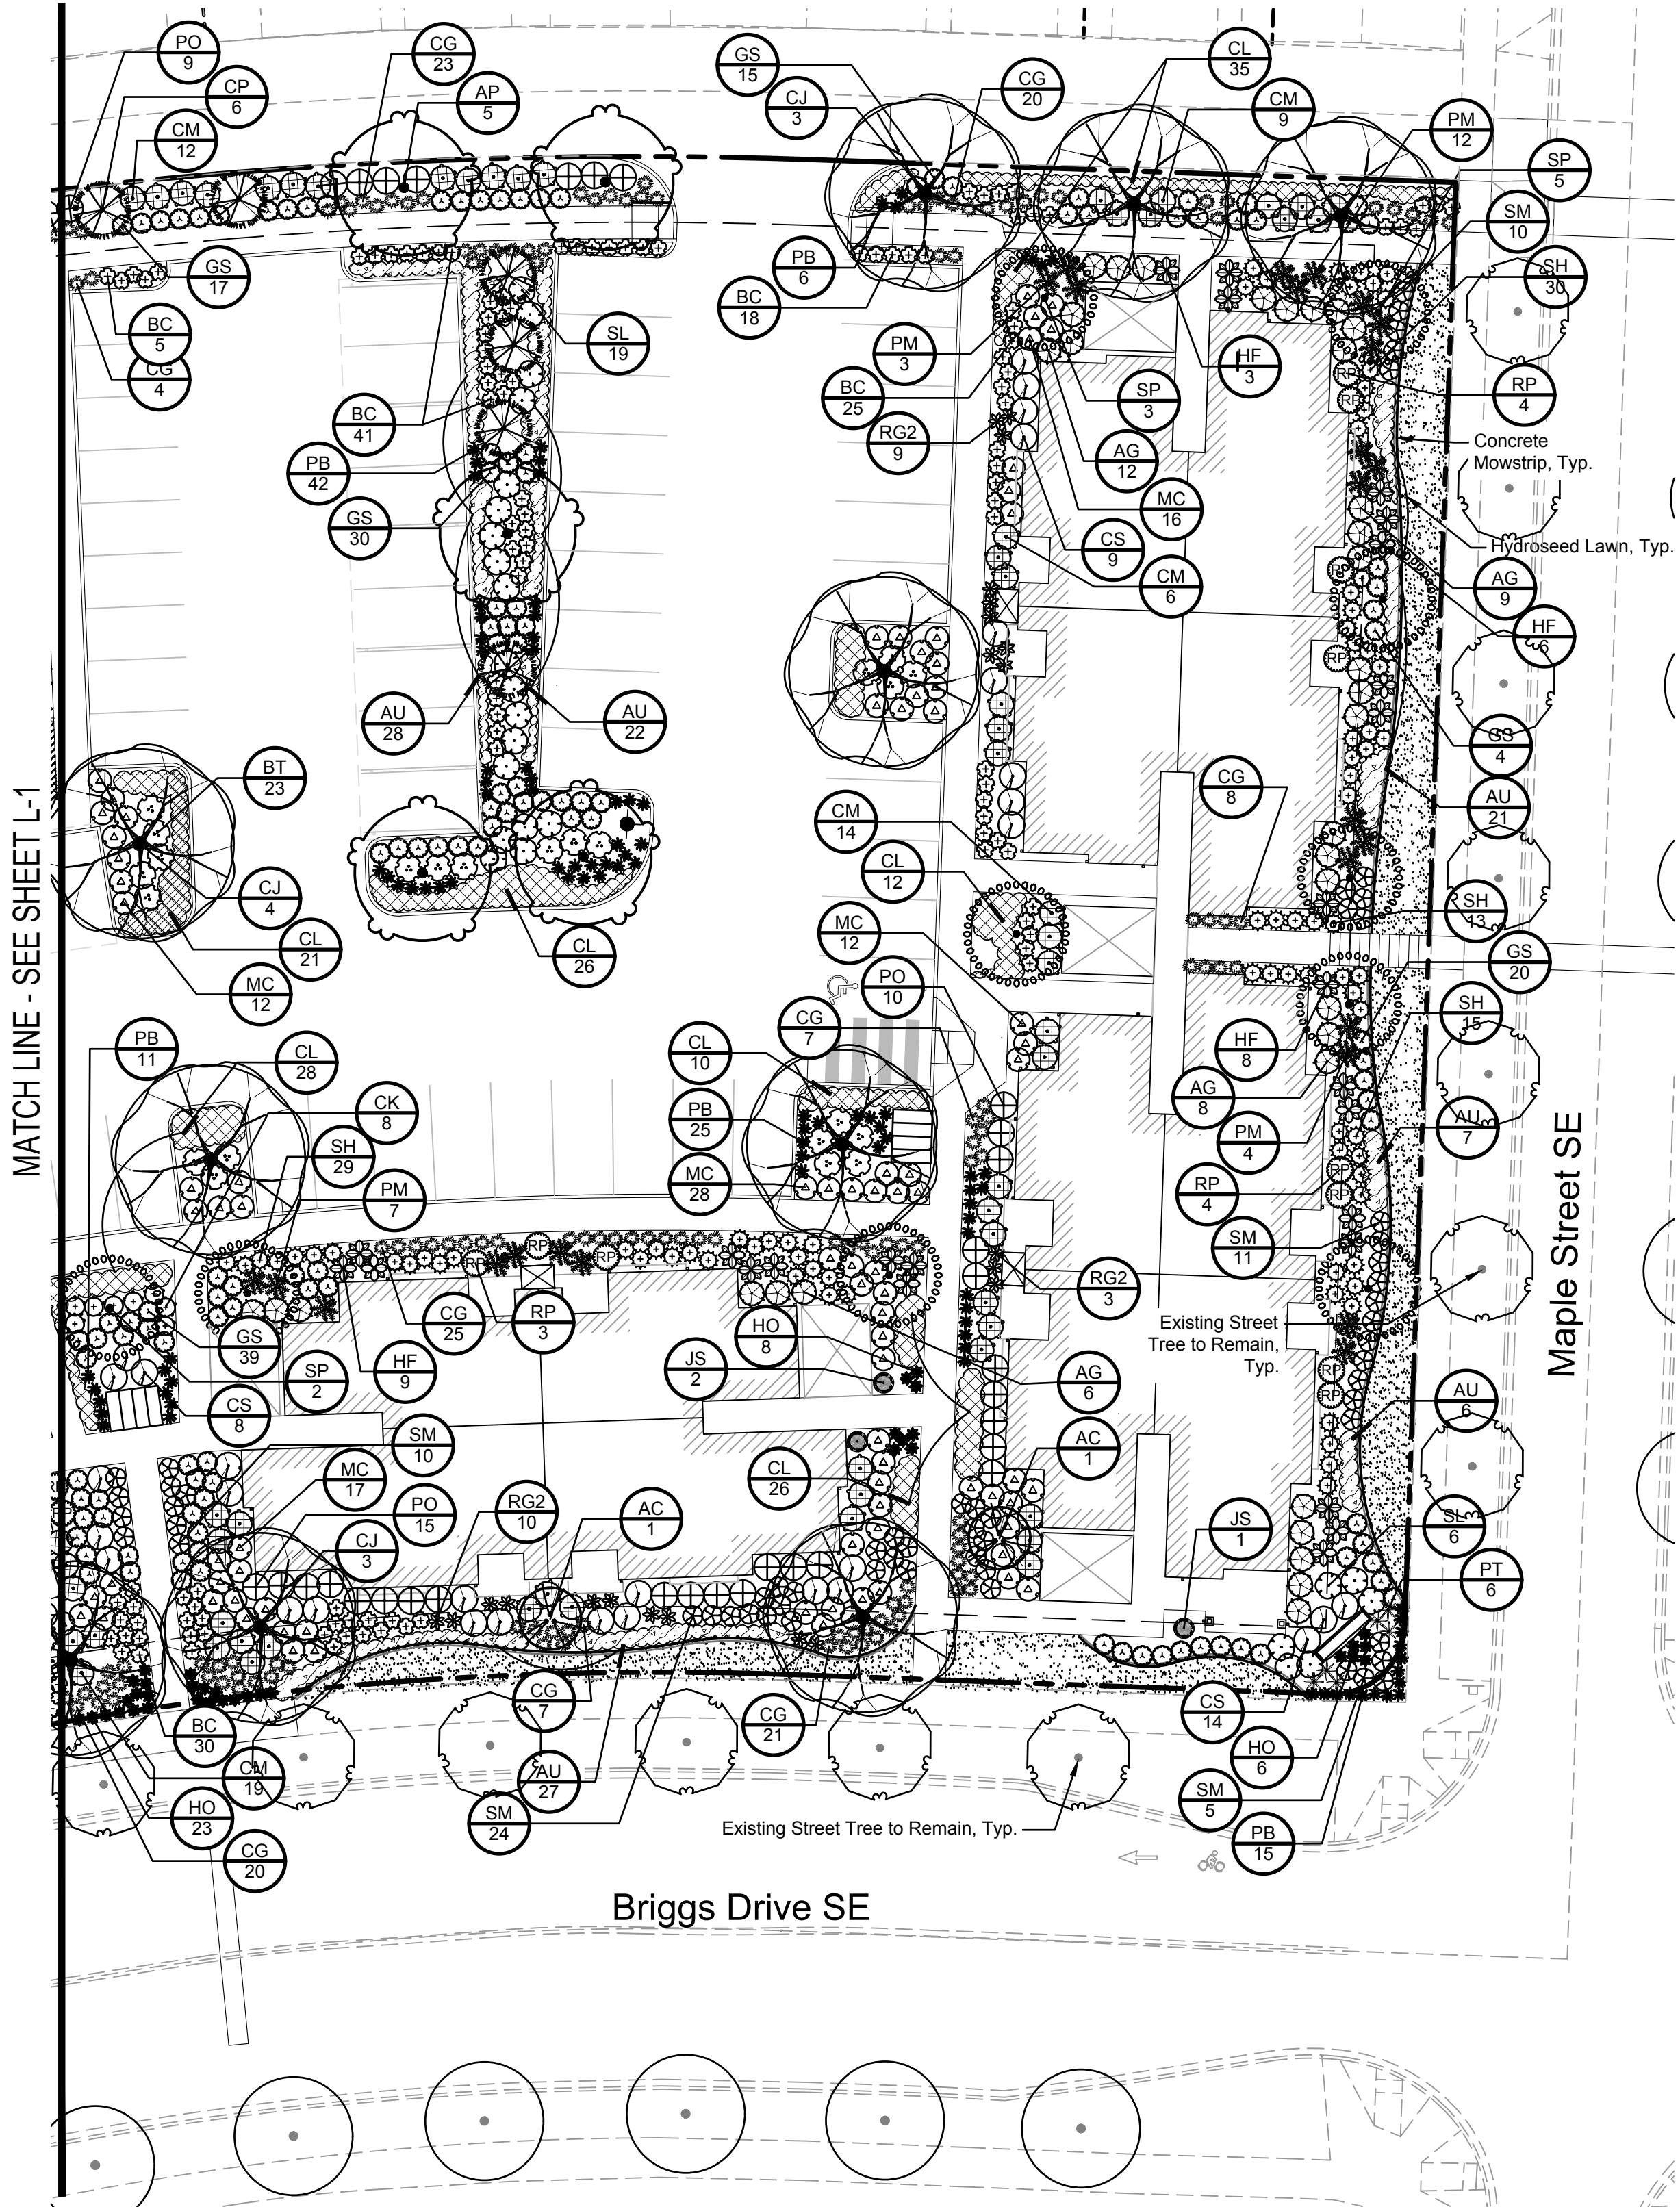 PO
9
CG
23
CP
6
AP
5
CM
12
GS
15
CJ
3
CG
20
CL
35
CM
9
PM
12
SP
5
SM
10
SH
30
GS
17
BC
5
CG
4
SL
19
PB
6
BC
18
PM
3
BC
25
RG2
9
HF
3
SP
3
RP
4
Concrete
Mowstrip, Typ.
BC
41
PB
42
GS
30
AG
12
MC
16
CS
9
CM
6
RP
RP
Hydroseed Lawn, Typ.
AG
9
HF
6
RP
GS
4
AU
28
AU
22
AU
21
BT
23
CJ
4
CL
21
MC
12
CL
26
CG
8
CM
14
CL
12
MC
12
PO
10
CG
7
SH
13
GS
20
SH
15
MATCH LINE - SEE SHEET L-1
PB
11
CL
28
CK
8
SH
29
PM
7
CL
10
PB
25
MC
28
HF
8
AG
8
PM
4
AU
7
RP
4
RP
RP
SM
11
Maple Street SE
RP
RP
RP
GS
39
SP
2
CS
8
CG
25
RP
3
HF
9
HO
8
JS
2
RG2
3
Existing Street
Tree to Remain,
Typ.
AG
6
AC
1
RP
RP
AU
6
SM
10
MC
17
PO
15
CJ
3
RG2
10
AC
1
CL
26
JS
1
SL
6
PT
6
BC
30
CM
19
HO
23
CG
20
CG
7
AU
27
SM
24
CG
21
CS
14
HO
6
SM
5
PB
15
Existing Street Tree to Remain, Typ.
Briggs Drive SE